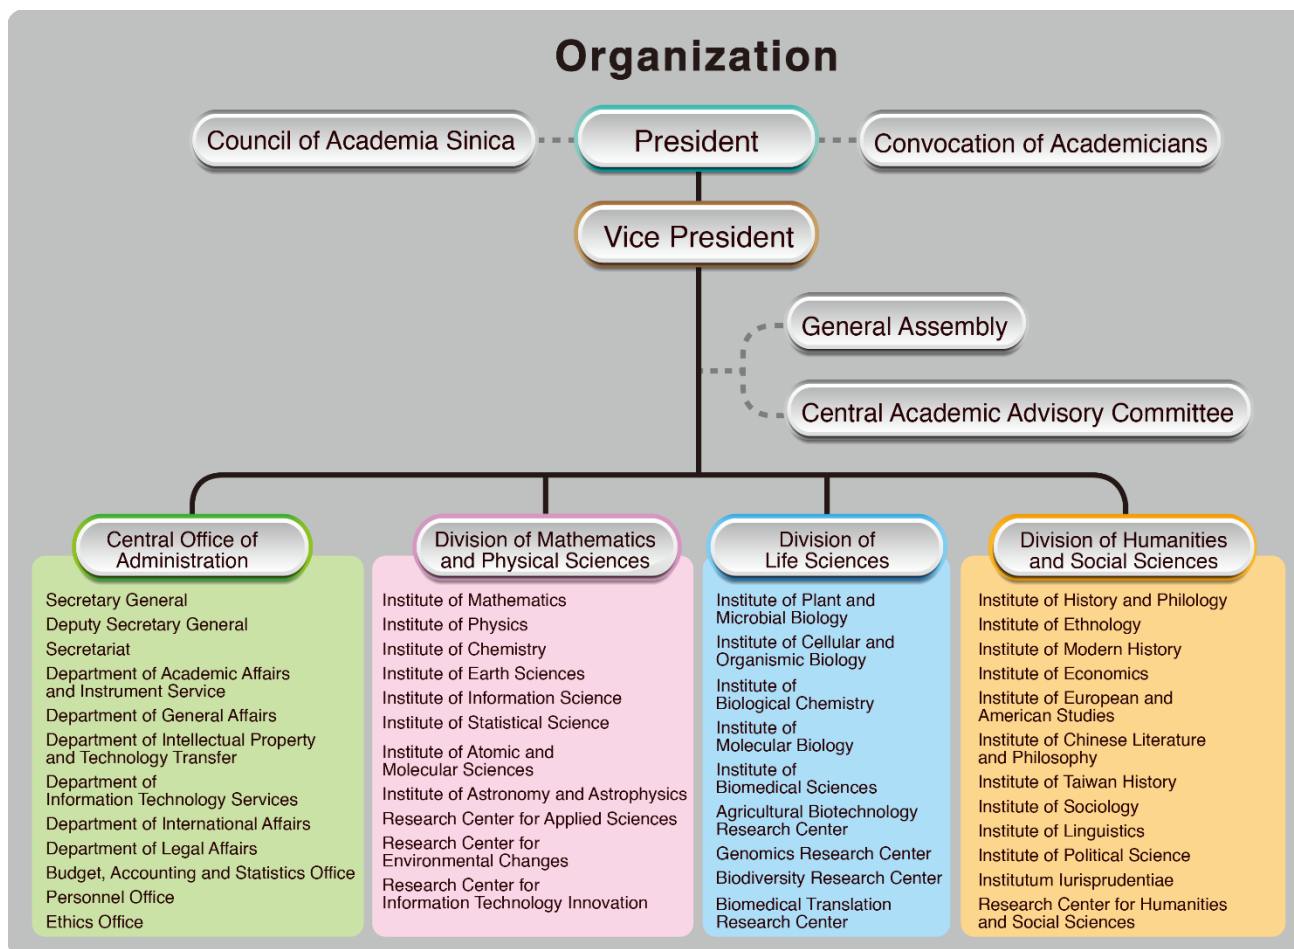 Organization
Council of Academia Sinica
President
Convocation of Academicians
Vice President
General Assembly
Central Academic Advisory Committee
Central Office of
Administration
Secretary General
Deputy Secretary General
Secretariat
Department of Academic Affairs
and Instrument Service
Department of General Affairs
Department of Intellectual Property
and Technology Transfer
Department of
Information Technology Services
Department of International Affairs
Department of Legal Affairs
Budget, Accounting and Statistics Office
Personnel Office
Ethics Office
Division of Mathematics
and Physical Sciences
Institute of Mathematics
Institute of Physics
Institute of Chemistry
Institute of Earth Sciences
Institute of Information Science
Institute of Statistical Science
Institute of Atomic and
Molecular Sciences
Institute of Astronomy and Astrophysics
Research Center for Applied Sciences
Research Center for
Environmental Changes
Research Center for
Information Technology Innovation
Division of
Life Sciences
Institute of Plant and
Microbial Biology
Institute of Cellular and
Organismic Biology
Institute of
Biological Chemistry
Institute of
Molecular Biology
Institute of
Biomedical Sciences
Agricultural Biotechnology
Research Center
Genomics Research Center
Biodiversity Research Center
Biomedical Translation
Research Center
Division of Humanities
and Social Sciences
Institute of History and Philology
Institute of Ethnology
Institute of Modern History
Institute of Economics
Institute of European and
American Studies
Institute of Chinese Literature
and Philosophy
Institute of Taiwan History
Institute of Sociology
Institute of Linguistics
Institute of Political Science
Institutum Iurisprudentiae
Research Center for Humanities
and Social Sciences